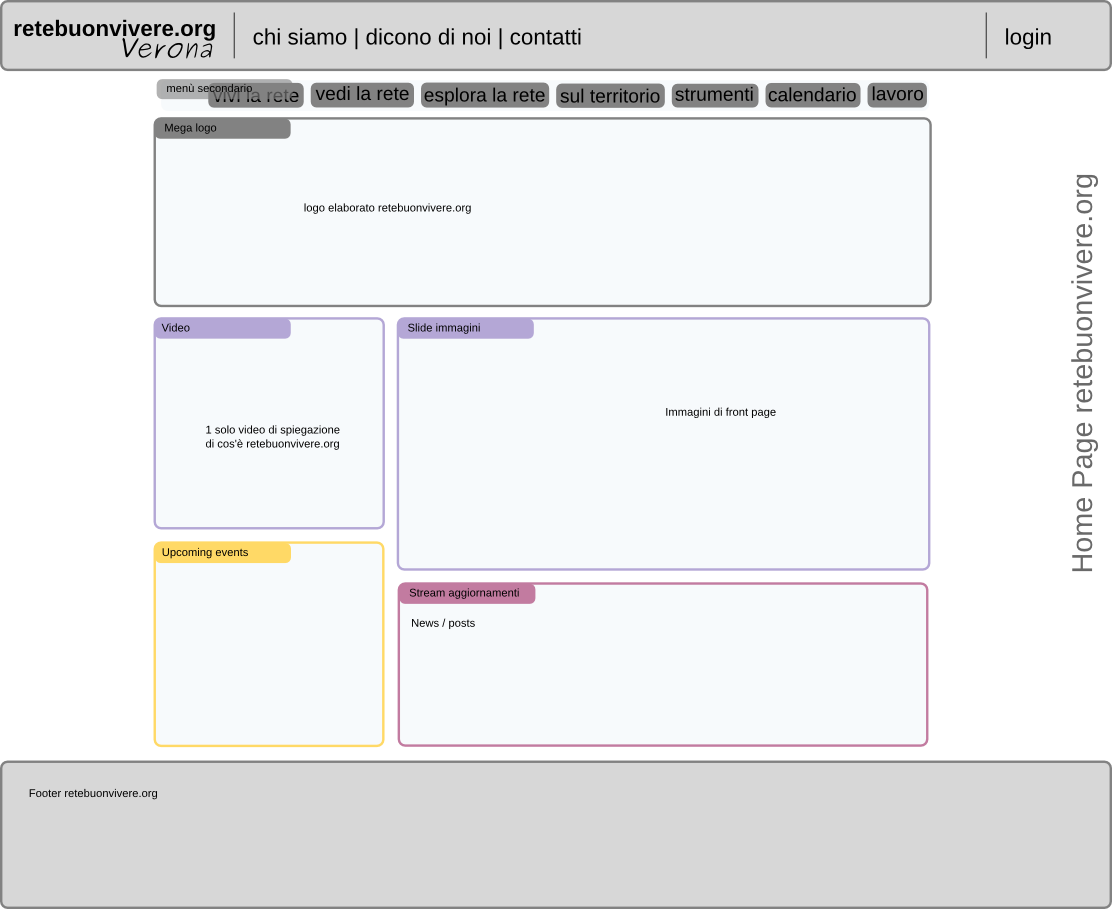 retebuonvivere.org
Verona
chi siamo | dicono di noi | contatti
login
menù secondario
vivi la rete
vedi la rete
esplora la rete
sul territorio
strumenti
calendario
lavoro
Mega logo
logo elaborato retebuonvivere.org
Home Page retebuonvivere.org
Video
1 solo video di spiegazione
di cos'è retebuonvivere.org
Slide immagini
Immagini di front page
Upcoming events
Stream aggiornamenti
News / posts
Footer retebuonvivere.org